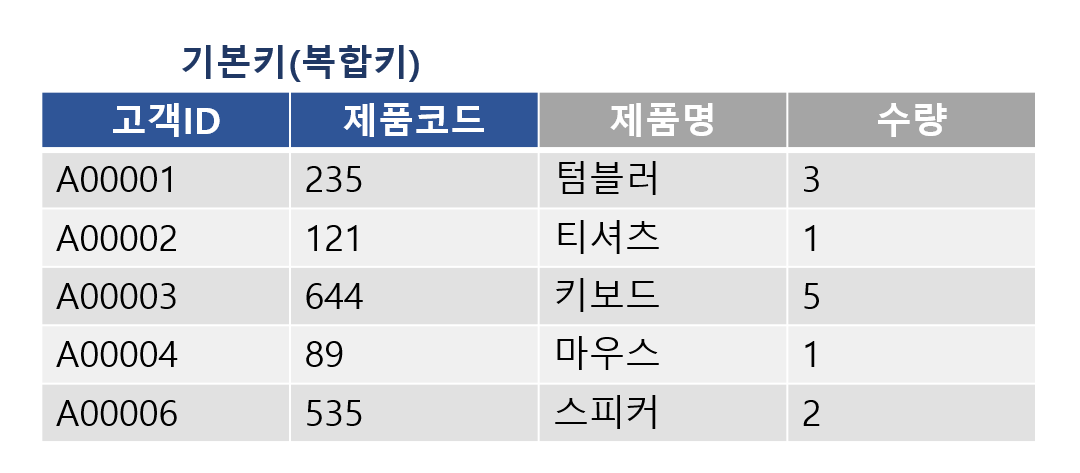 기본키(복합키)
고객ID 제품코드 제품명 수량
A00001 235 텀블러 3
A00002 121 티셔츠 1
A00003 644 키보드 5
A00004 89 마우스 1
A00006 535 스피커 2